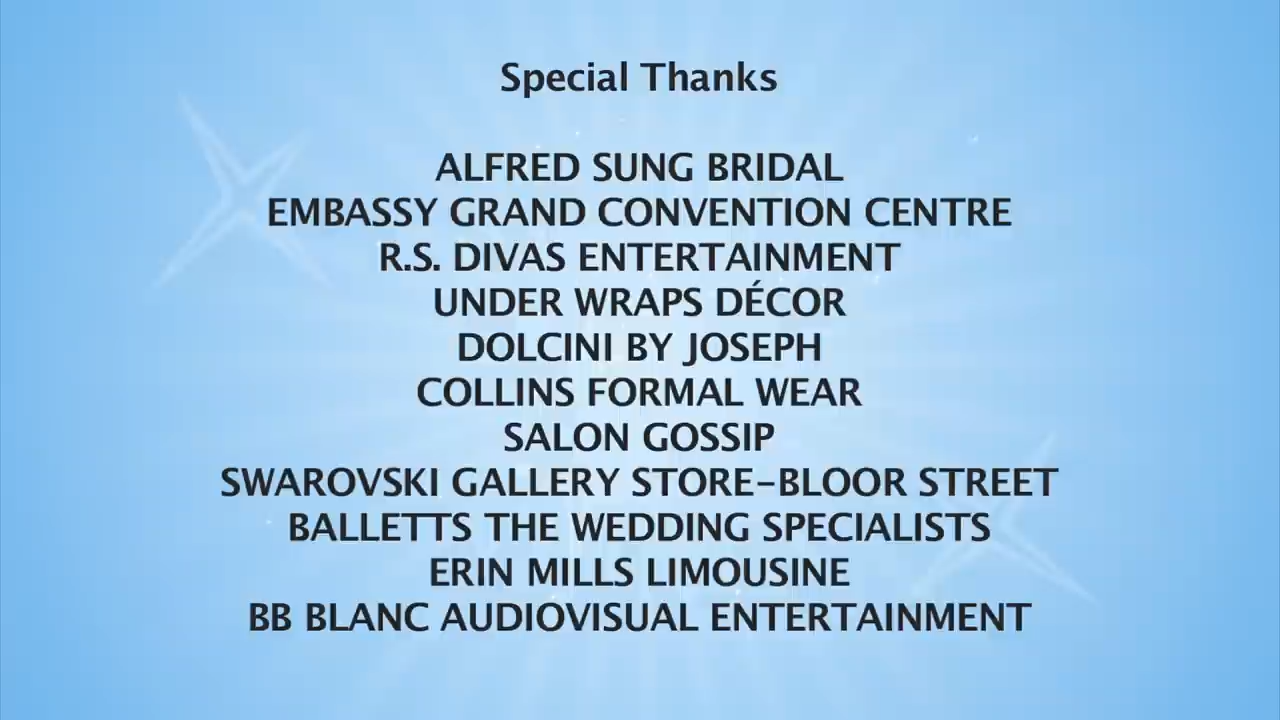 Special Thanks
ALFRED SUNG BRIDAL
EMBASSY GRAND CONVENTION CENTRE
R.S. DIVAS ENTERTAINMENT
UNDER WRAPS DÉCOR
DOLCINI BY JOSEPH
COLLINS FORMAL WEAR
SALON GOSSIP
SWAROVSKI GALLERY STORE–BLOOR STREET
BALLETTS THE WEDDING SPECIALISTS
ERIN MILLS LIMOUSINE
BB BLANC AUDIOVISUAL ENTERTAINMENT